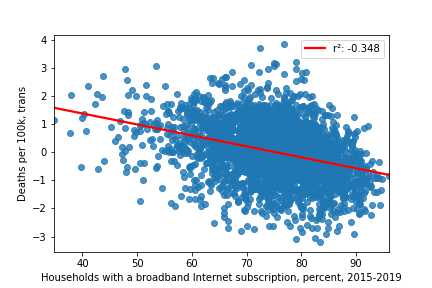 4
3
2
1
0
−1
−2
−3
Deaths per 100k, trans
r²: -0.348
40 50 60 70 80 90
Households with a broadband Internet subscription, percent, 2015-2019